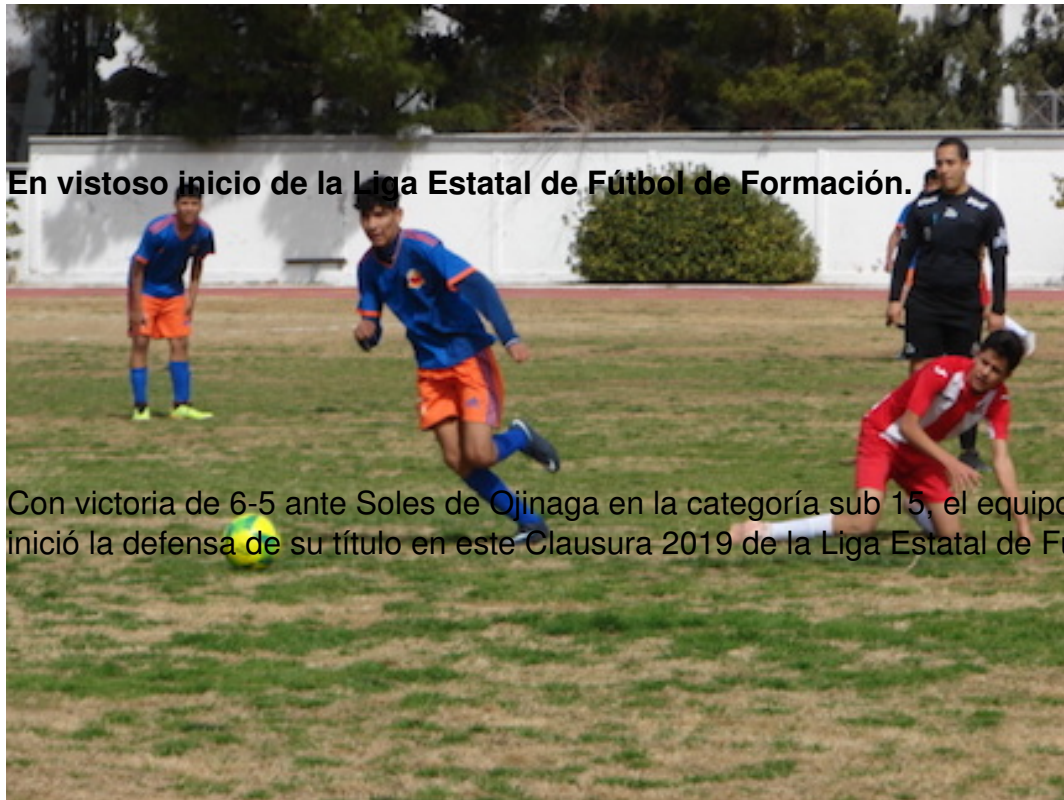 En vistoso inicio de la Liga Estatal de Fútbol de Formación.
Con victoria de 6-5 ante Soles de Ojinaga en la categoría sub 15, el equipo
inició la defensa de su título en este Clausura 2019 de la Liga Estatal de